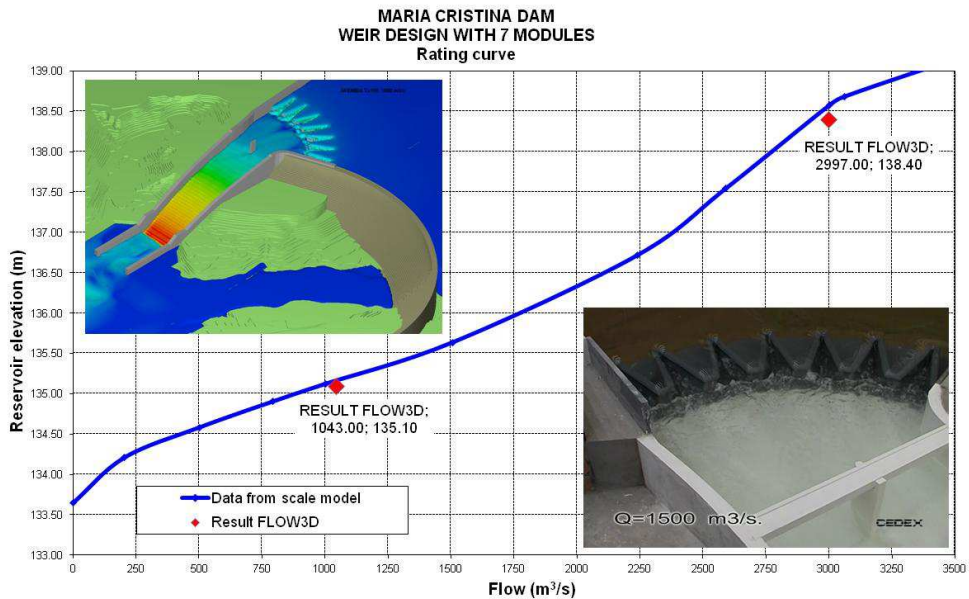 MARIA CRISTINA DAM
WEIR DESIGN WITH 7 MODULES
Rating curve
Reservoir elevation (m)
139.00
138.50
138.00
137.50
137.00
136.50
136.00
135.50
135.00
134.50
134.00
133.50
133.00
RESULT FLOW3D;
2997.00; 138.40
RESULT FLOW3D;
1043.00; 135.10
Data from scale model
Result FLOW3D
Q=1500 m3/s.
CEDEX
0
250
500
750
1000
1250
1500
1750
2000
2250
2500
2750
3000
3250
3500
Flow (m³/s)